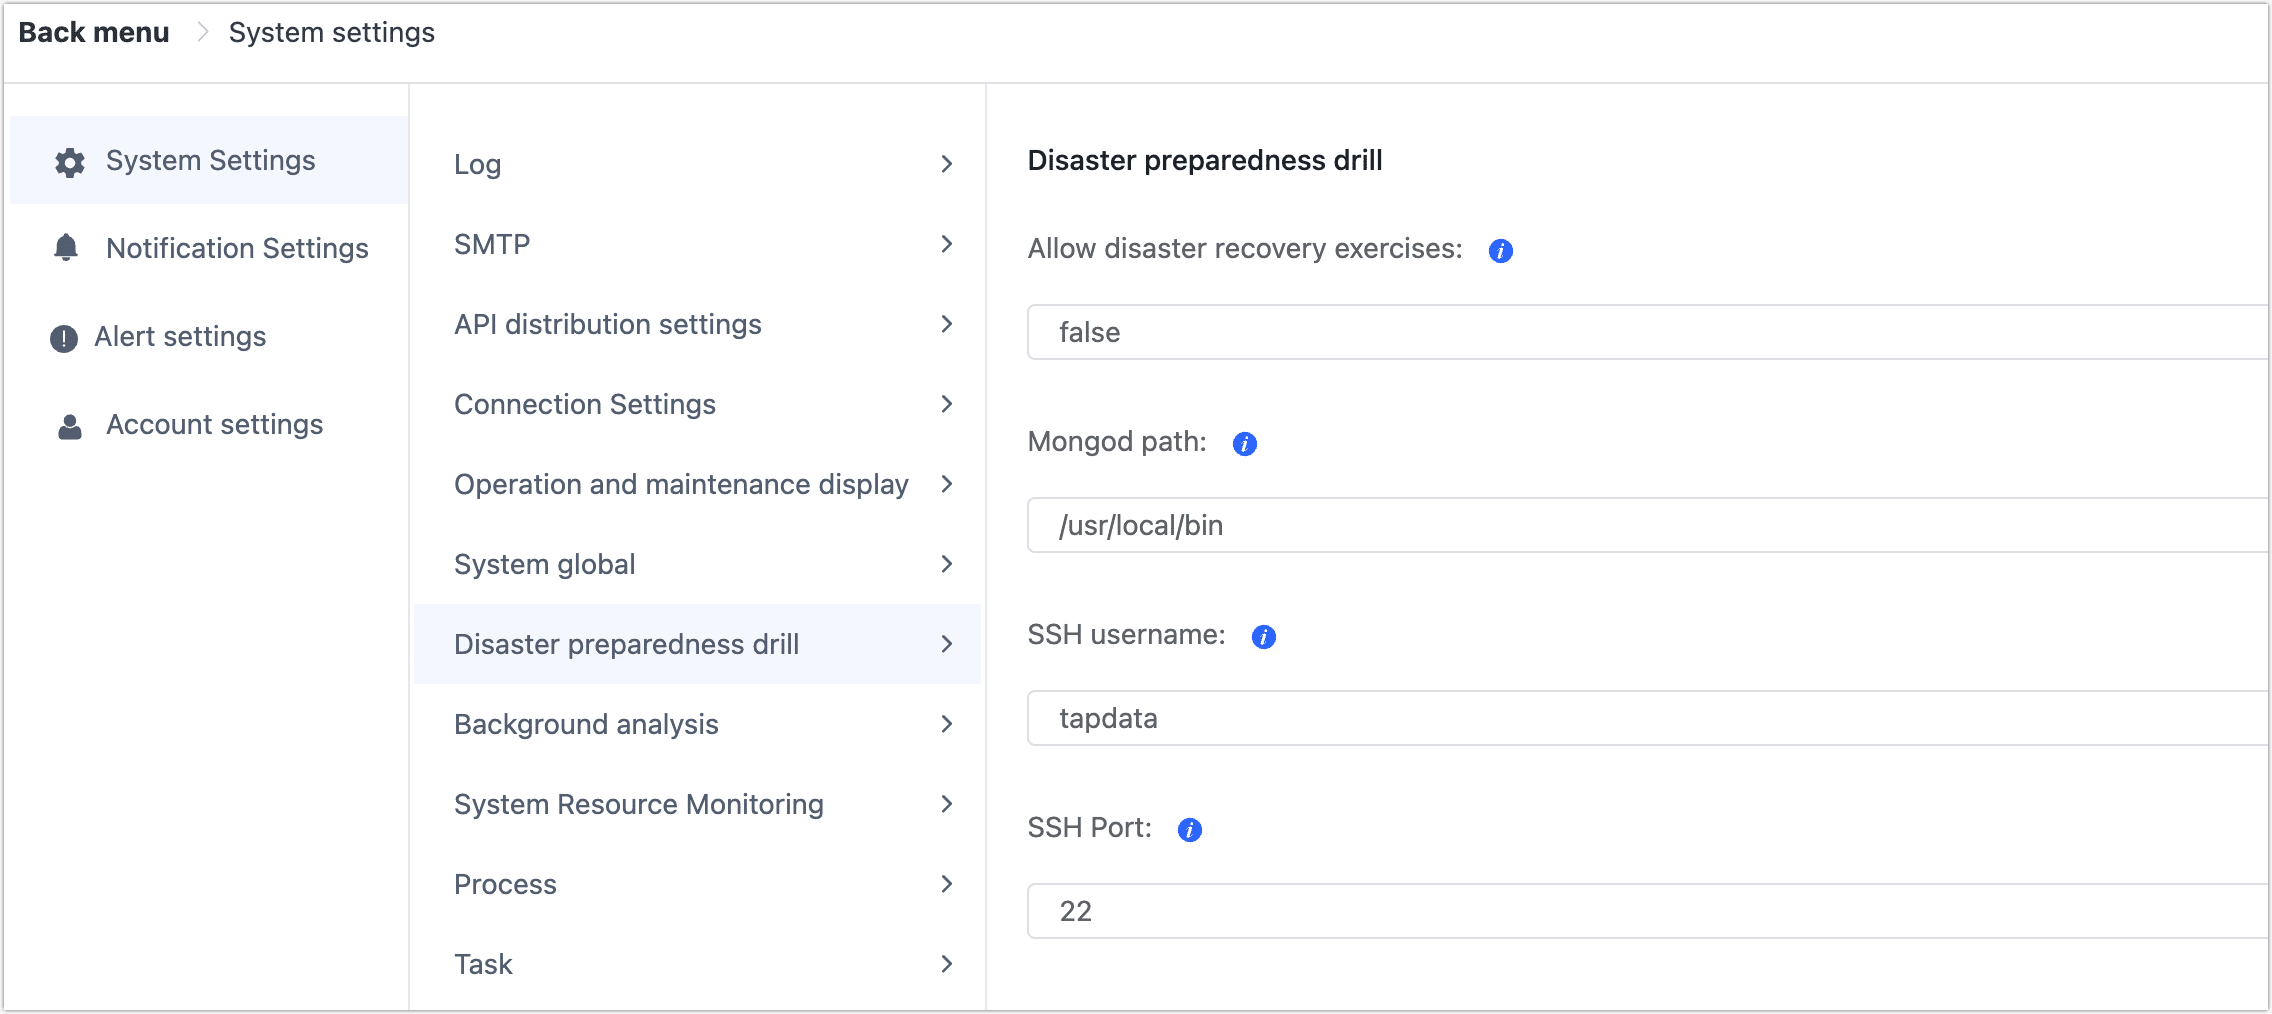 Back menu
System settings
System Settings
Notification Settings
Alert settings
Account settings
Log
SMTP
API distribution settings
Connection Settings
Operation and maintenance display
System global
Disaster preparedness drill
Background analysis
System Resource Monitoring
Process
Task
Disaster preparedness drill
Allow disaster recovery exercises:
false
Mongod path:
/usr/local/bin
SSH username:
tapdata
SSH Port:
22